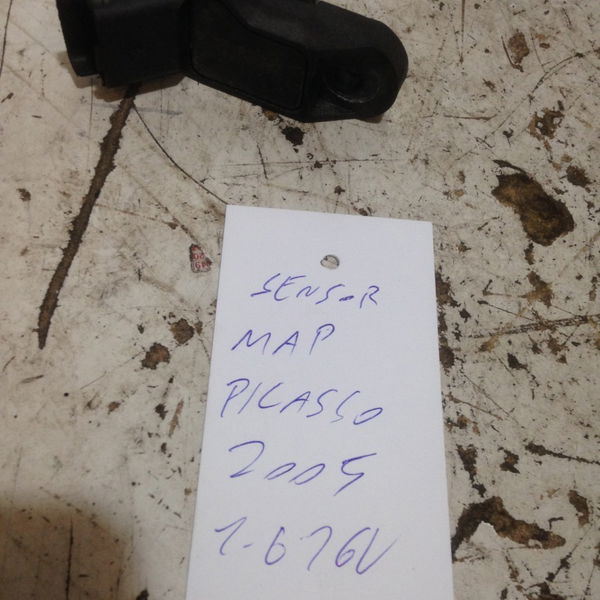 SENSOR
MAP
PICASSO
2005
1.6 16V